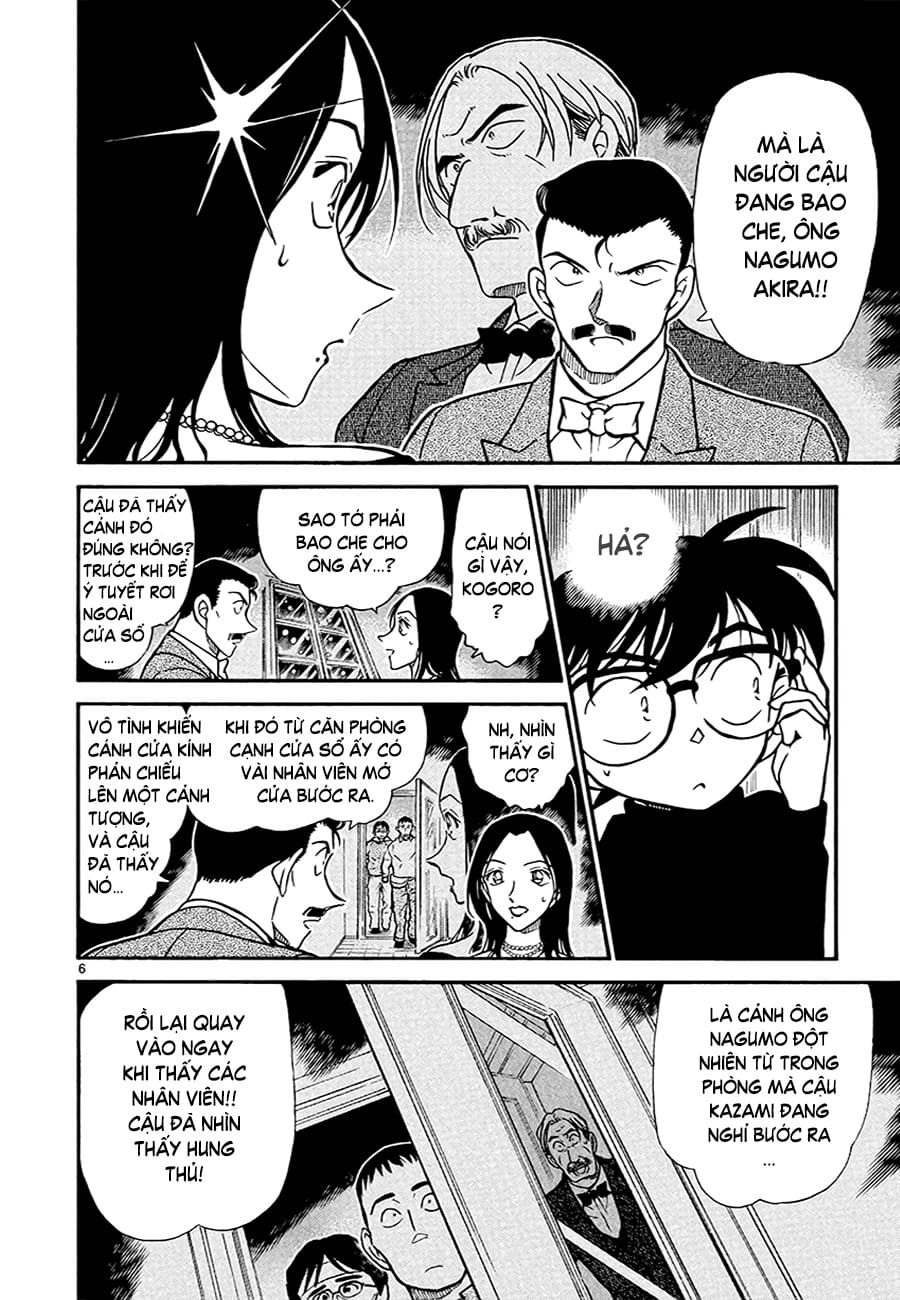 MÀ LÀ
NGƯỜI CẬU
ĐANG BAO
CHE, ÔNG
NAGUMO
AKIRA!!
HẢ?
CẬU NÓI
GÌ VẬY,
KOGORO
?
SAO TỚ PHẢI
BAO CHE CHO
ÔNG ẤY...?
CẬU ĐÃ THẤY
CẢNH ĐÓ
ĐÚNG KHÔNG?
TRƯỚC KHI ĐỂ
Ý TUYẾT RƠI
NGOÀI
CỬA SỔ
...
NH, NHÌN
THẤY GÌ
CƠ?
KHI ĐÓ TỪ CĂN PHÒNG
CẠNH CỬA SỔ ẤY CÓ
VÀI NHÂN VIÊN MỞ
CỬA BƯỚC RA.
VÔ TÌNH KHIẾN
CÁNH CỬA KÍNH
PHẢN CHIẾU
LÊN MỘT CẢNH
TƯỢNG,
VÀ CẬU
ĐÃ THẤY
NÓ...
6
LÀ CẢNH ÔNG
NAGUMO ĐỘT
NHIÊN TỪ TRONG
PHÒNG MÀ CẬU
KAZAMI ĐANG
NGHỈ BƯỚC RA
...
RỒI LẠI QUAY
VÀO NGAY
KHI THẤY CÁC
NHÂN VIÊN!!
CẬU ĐÃ NHÌN
THẤY HUNG
THỦ!